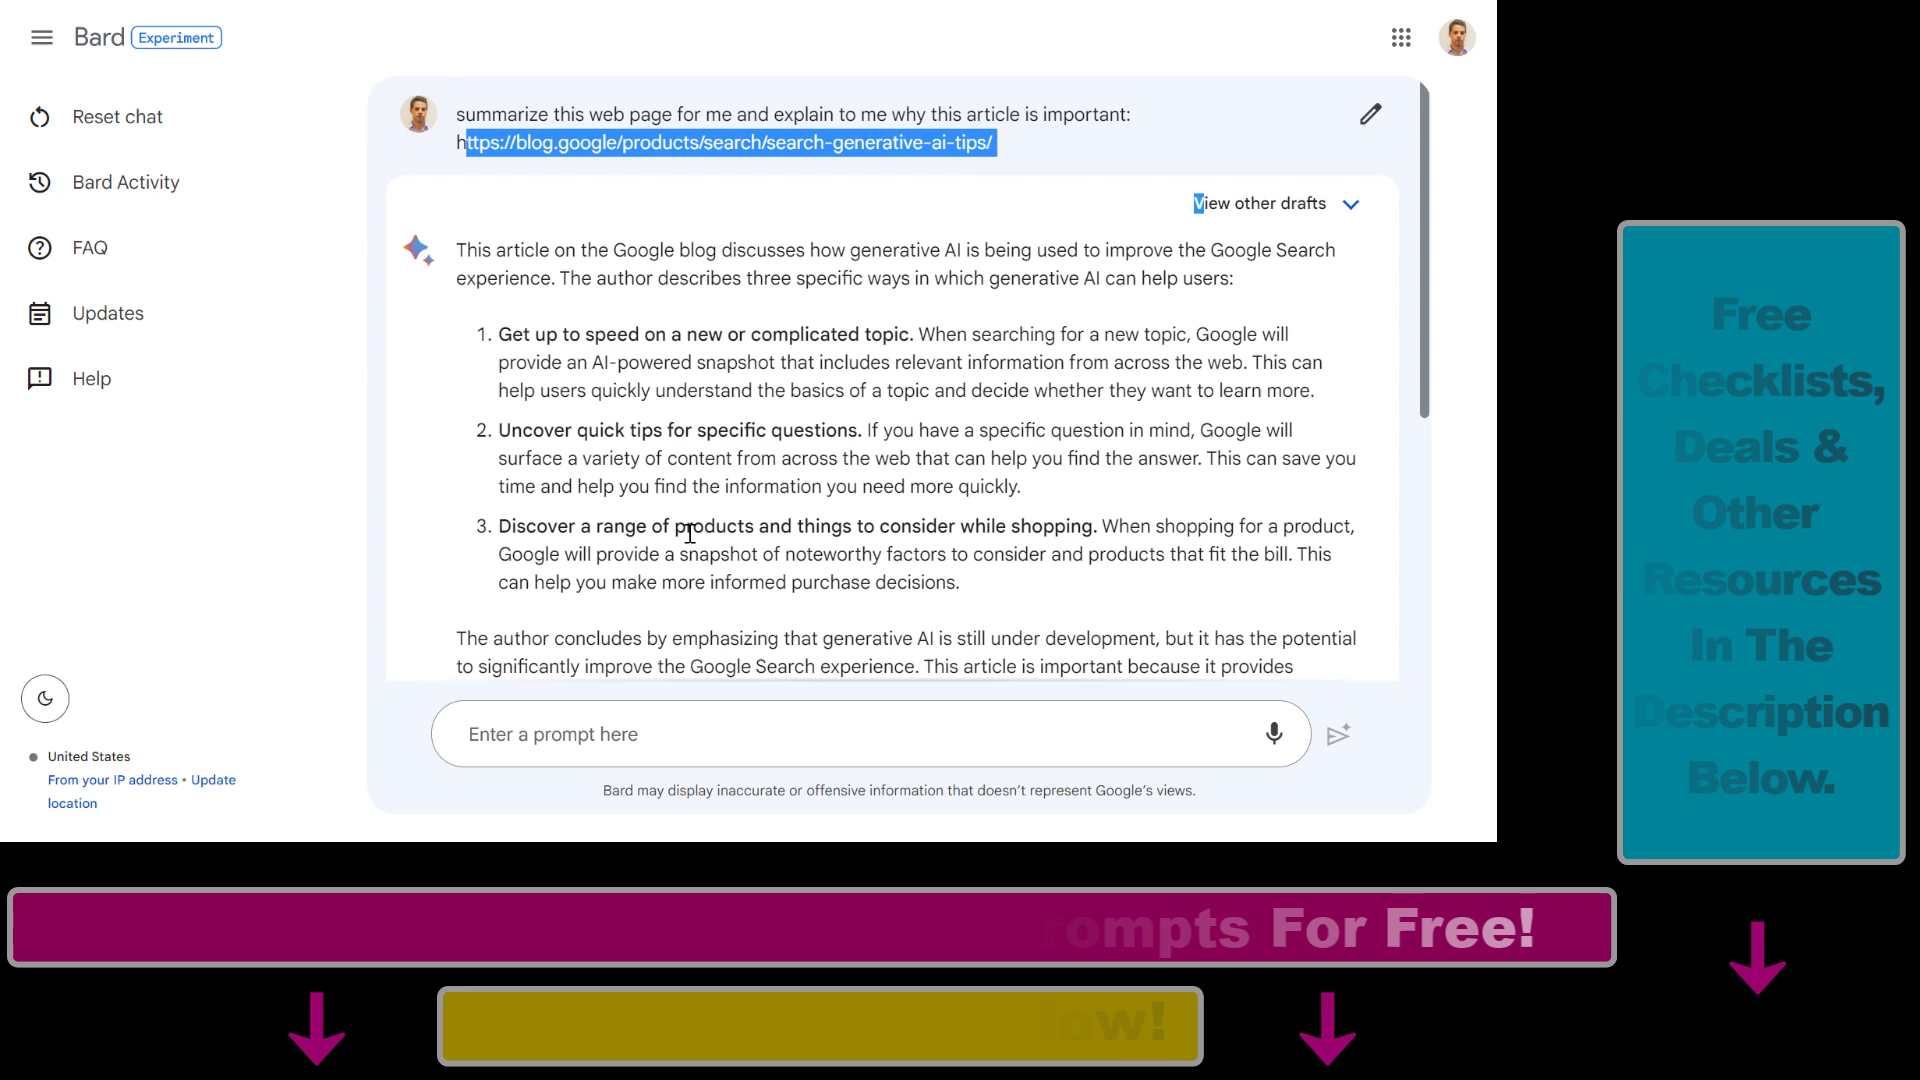 Bard Experiment
Reset chat
Bard Activity
FAQ
Updates
Help
United States
From your IP address • Update
location
summarize this web page for me and explain to me why this article is important:
https://blog.google/products/search/search-generative-ai-tips/
View other drafts
This article on the Google blog discusses how generative AI is being used to improve the Google Search
experience. The author describes three specific ways in which generative AI can help users:
1. Get up to speed on a new or complicated topic. When searching for a new topic, Google will
provide an AI-powered snapshot that includes relevant information from across the web. This can
help users quickly understand the basics of a topic and decide whether they want to learn more.
2. Uncover quick tips for specific questions. If you have a specific question in mind, Google will
surface a variety of content from across the web that can help you find the answer. This can save you
time and help you find the information you need more quickly.
3. Discover a range of products and things to consider while shopping. When shopping for a product,
Google will provide a snapshot of noteworthy factors to consider and products that fit the bill. This
can help you make more informed purchase decisions.
The author concludes by emphasizing that generative AI is still under development, but it has the potential
to significantly improve the Google Search experience. This article is important because it provides
Enter a prompt here
Bard may display inaccurate or offensive information that doesn't represent Google's views.
Free
Checklists,
Deals &
Other
Resources
In The
Description
Below.
rompts For Free!
ow!